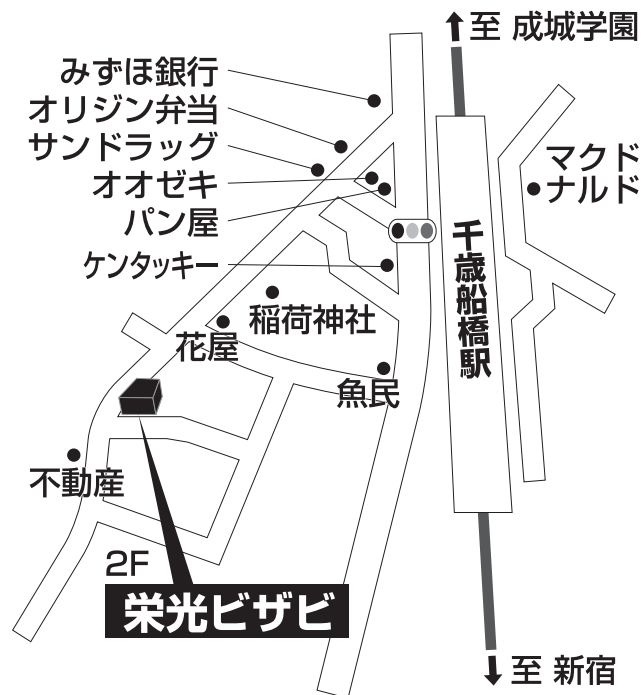 至 成城学園
みずほ銀行
オリジン弁当
サンドラッグ
オオゼキ
パン屋
ケンタッキー
マクド
ナルド
千歳船橋駅
稲荷神社
花屋
魚民
不動産
2F
栄光ビザビ
至 新宿